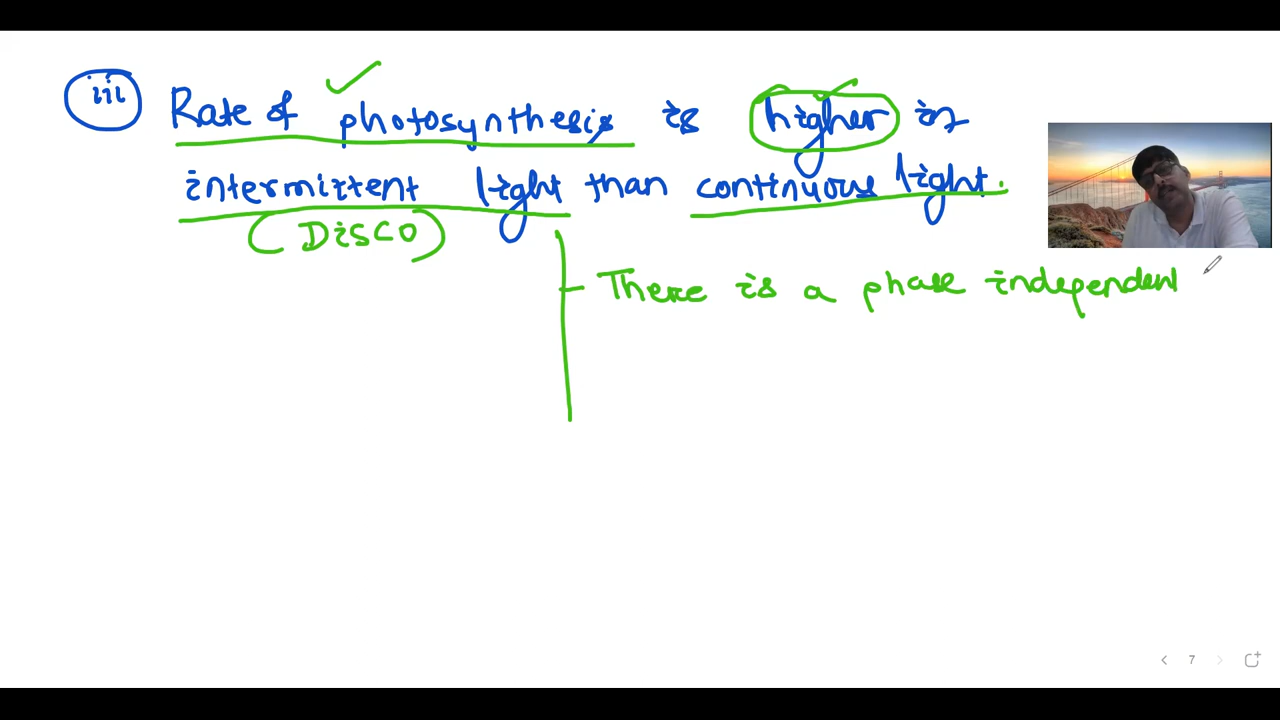 iii Rate of photosynthesis is higher in
intermittent light than continuous light.
(DisCO)
There is a phase independent
7